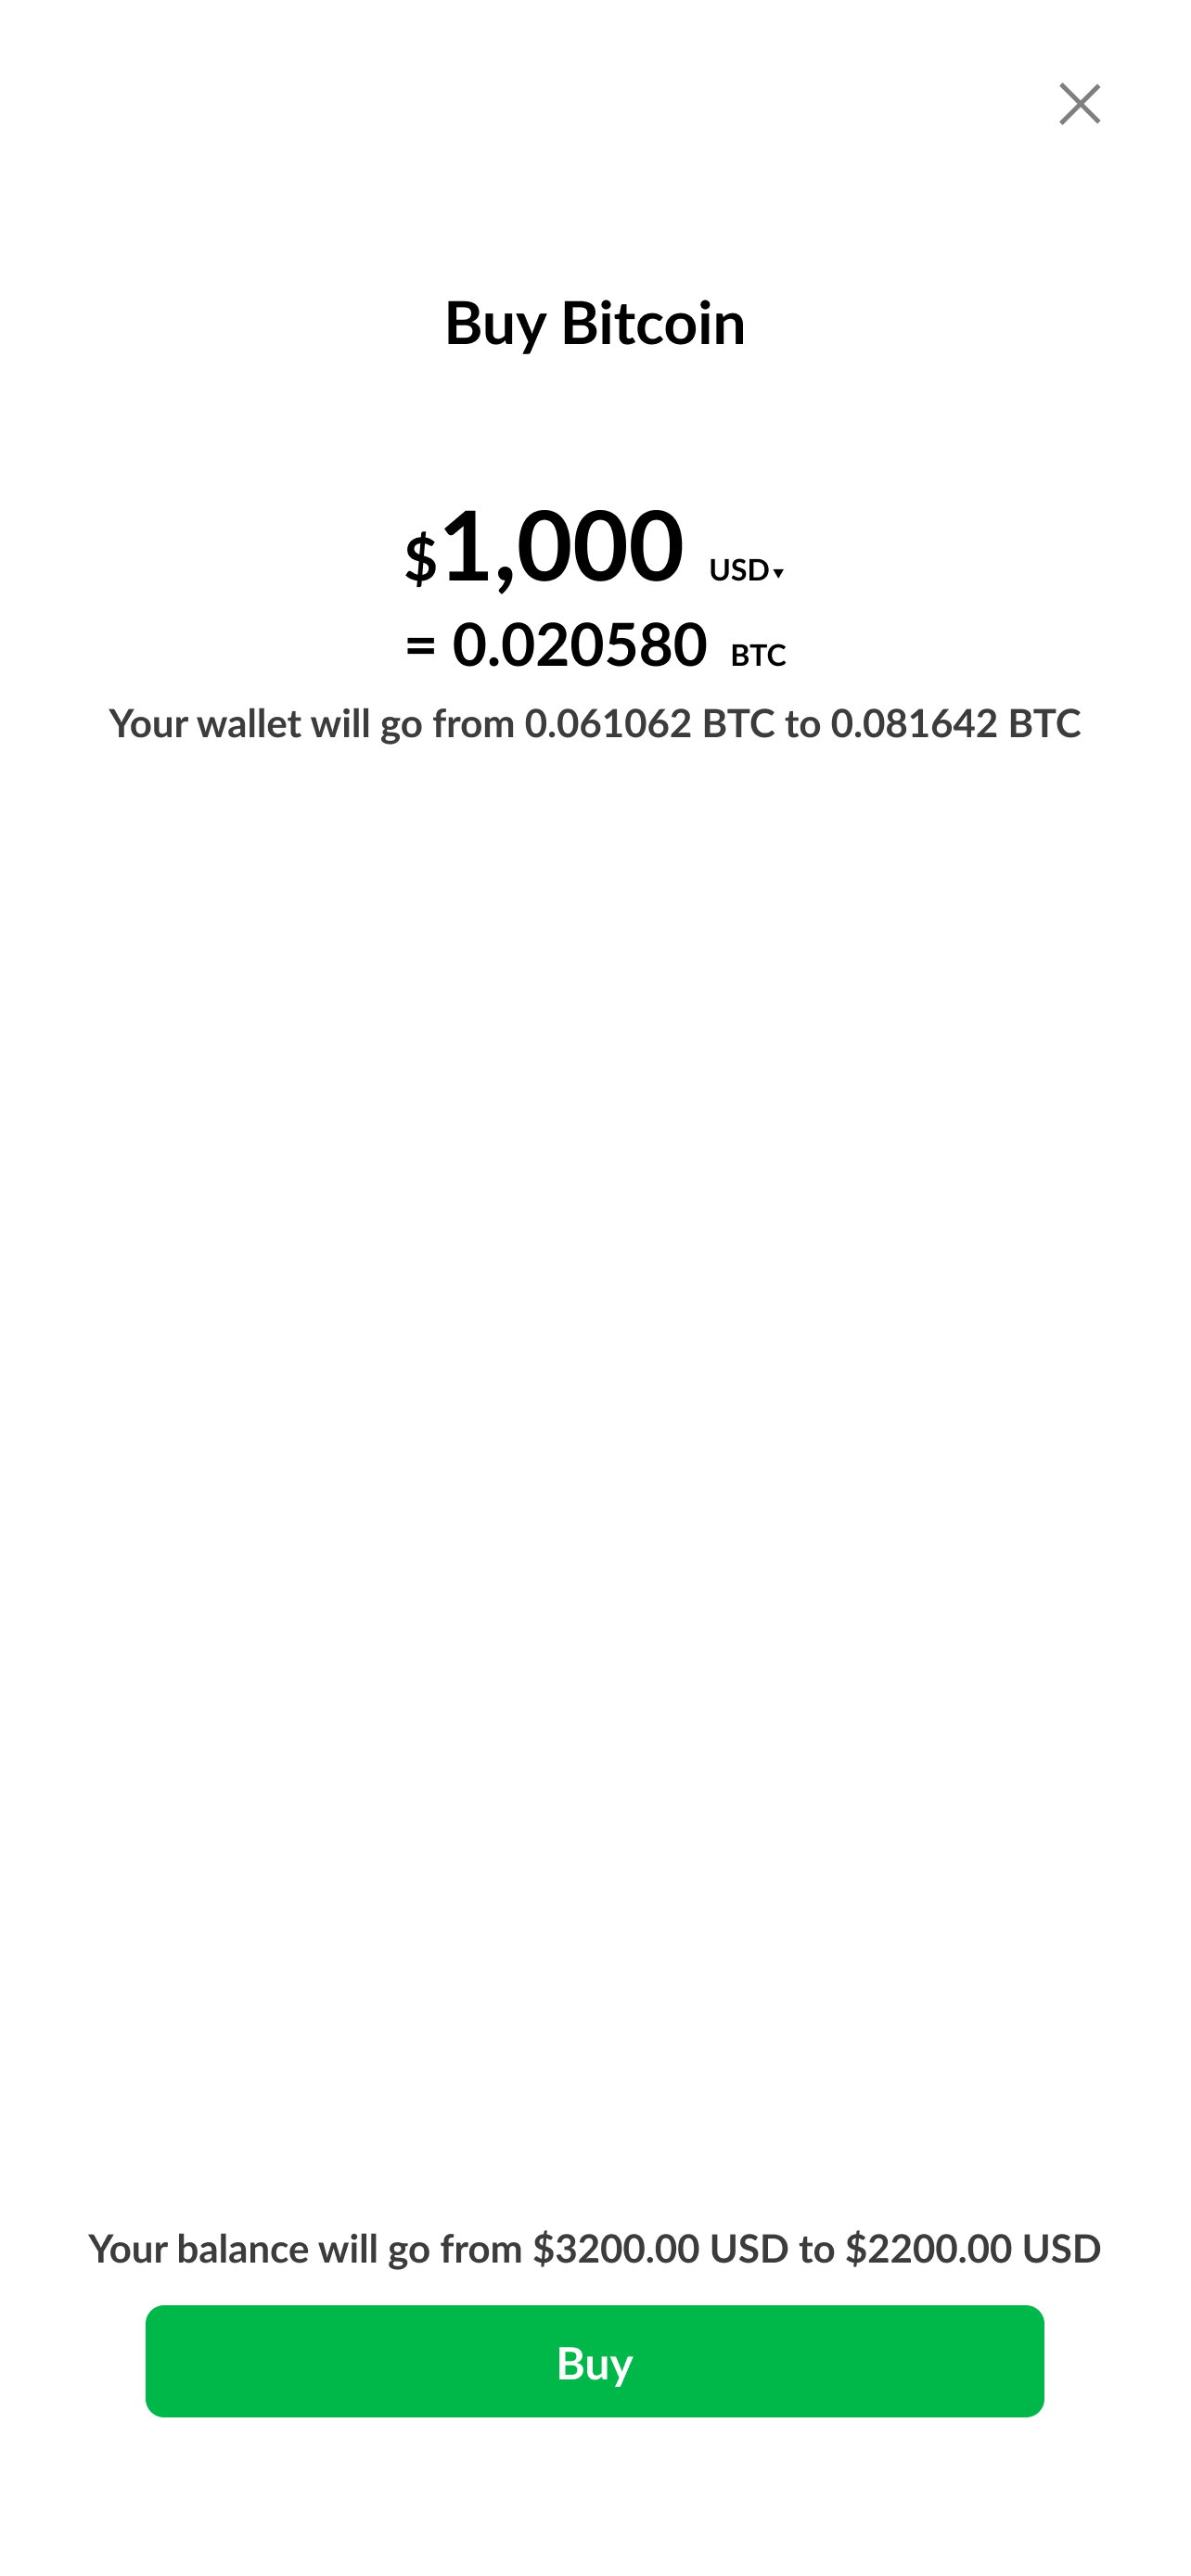 Buy Bitcoin
$1,000 USD
= 0.020580 BTC
Your wallet will go from 0.061062 BTC to 0.081642 BTC
Your balance will go from $3200.00 USD to $2200.00 USD
Buy